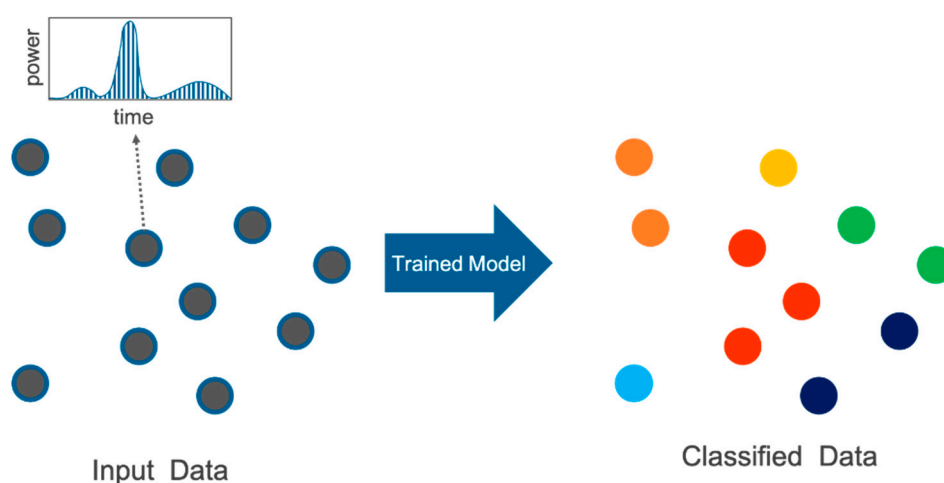 power
time
Trained Model
Input Data
Classified Data